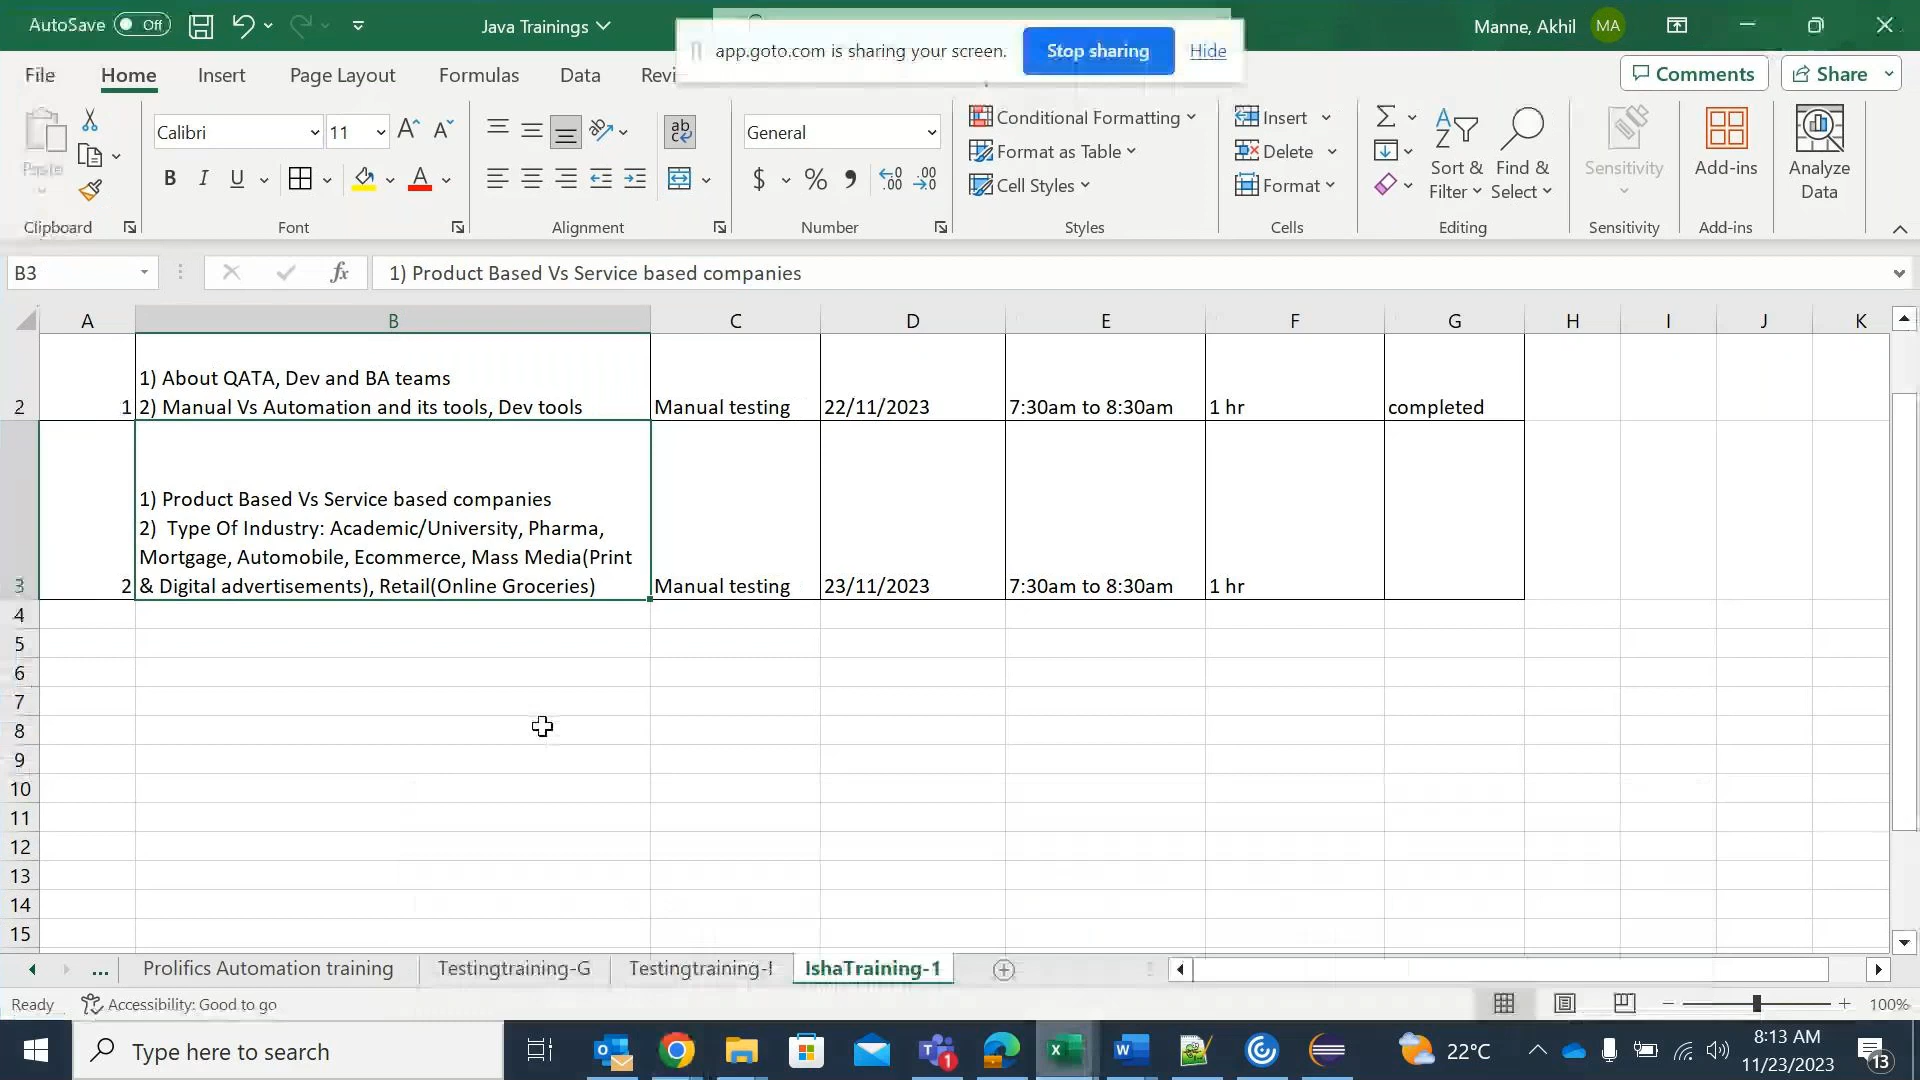 AutoSave Off Java Trainings Manne, Akhil MA
app.goto.com is sharing your screen. Stop sharing Hide
File Home Insert Page Layout Formulas Data Comments Share
Calibri 11 General Conditional Formatting Insert
Format as Table Delete
Paste Cell Styles Format Sort & Filter Find & Select Sensitivity Add-ins Analyze Data
Clipboard Font Alignment Number Styles Cells Editing Sensitivity Add-ins
B3 fx 1) Product Based Vs Service based companies
A B C D E F G H I J K
1) About QATA, Dev and BA teams
2 1 2) Manual Vs Automation and its tools, Dev tools Manual testing 22/11/2023 7:30am to 8:30am 1 hr completed
1) Product Based Vs Service based companies
2) Type Of Industry: Academic/University, Pharma,
Mortgage, Automobile, Ecommerce, Mass Media(Print
3 2 & Digital advertisements), Retail(Online Groceries) Manual testing 23/11/2023 7:30am to 8:30am 1 hr
4
5
6
7
8
9
10
11
12
13
14
15
... Prolifics Automation training Testingtraining-G Testingtraining-I IshaTraining-1
Ready Accessibility: Good to go 100%
Type here to search 1 22°C 8:13 AM
11/23/2023 13